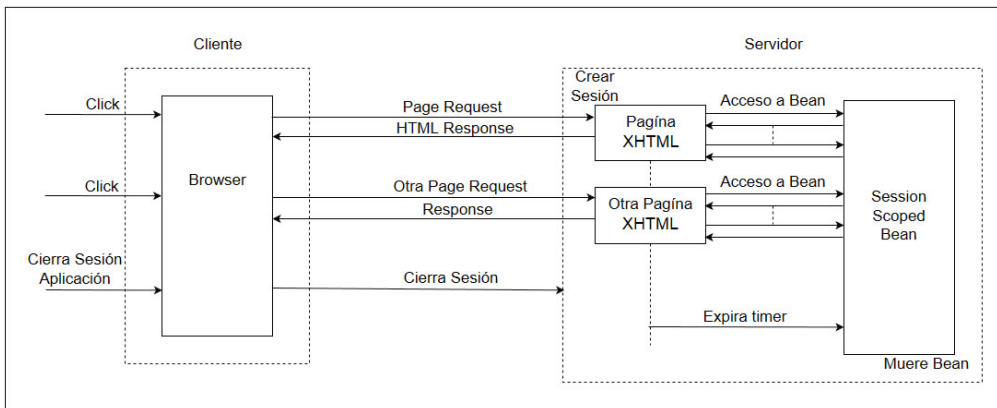 Cliente
Servidor
Crear
Sesión
Click
Page Request
HTML Response
Pagína
XHTML
Acceso a Bean
Browser
Click
Otra Page Request
Response
Otra Pagína
XHTML
Acceso a Bean
Session
Scoped
Bean
Cierra Sesión
Aplicación
Cierra Sesión
Expira timer
Muere Bean